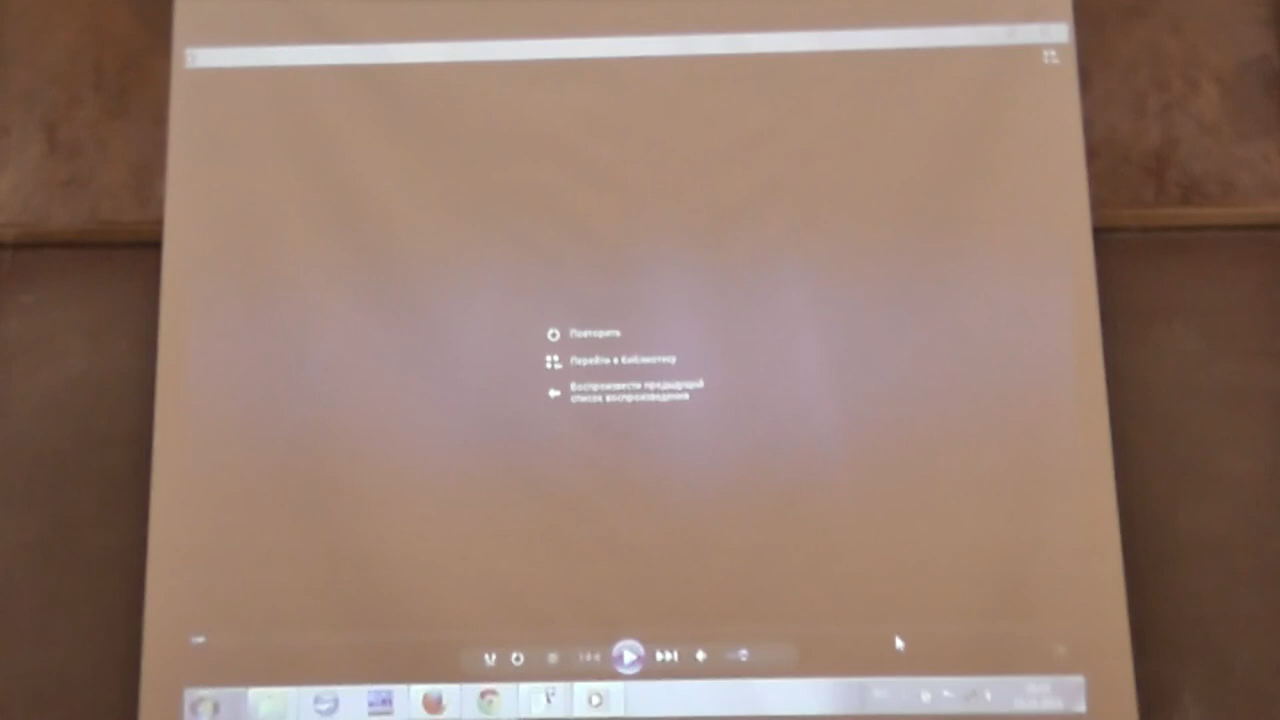 Повторить
Перейти в библиотеку
Воспроизвести предыдущий
список воспроизведения